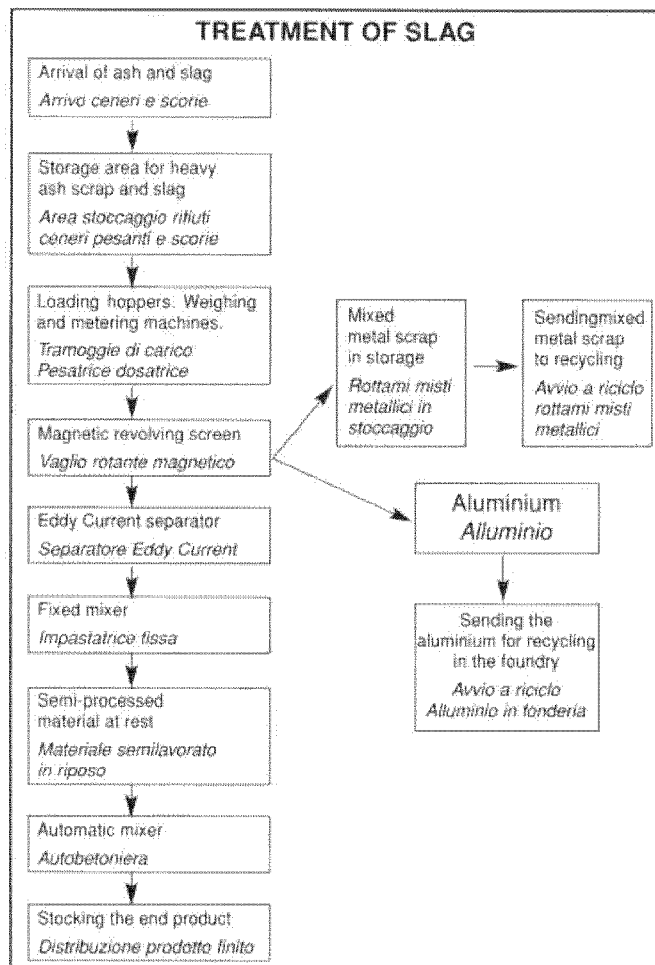 TREATMENT OF SLAG
Arrival of ash and slag
Arrivo ceneri e scorie
Storage area for heavy
ash scrap and slag
Area stoccaggio rifiuti
ceneri pesanti e scorie
Loading hoppers. Weighing
and metering machines.
Tramoggie di carico
Pesatrice dosatrice
Magnetic revolving screen
Vaglio rotante magnetico
Eddy Current separator
Separatore Eddy Current
Fixed mixer
Impastatrice fissa
Semi-processed
material at rest
Materiale semilavorato
in riposo
Automatic mixer
Autobetoniera
Stocking the end product
Distribuzione prodotto finito
Mixed
metal scrap
in storage
Rottami misti
metallici in
stoccaggio
Sendingmixed
metal scrap
to recycling
Avvio a riciclo
rottami misti
metallici
Aluminium
Alluminio
Sending the
aluminium for recycling
in the foundry
Avvio a riciclo
Alluminio in fonderia